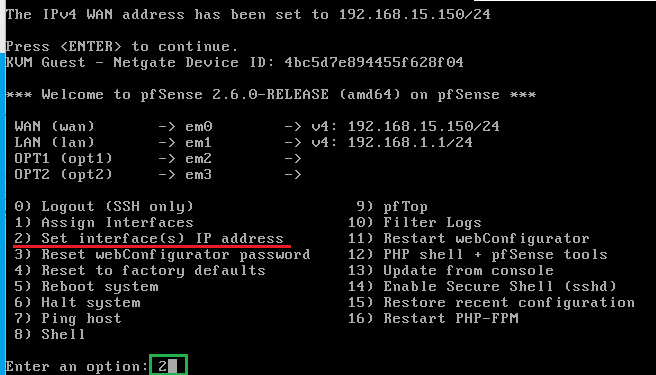 The IPv4 WAN address has been set to 192.168.15.150/24
Press <ENTER> to continue.
KVM Guest - Netgate Device ID: 4bc5d7e894455f628f04
*** Welcome to pfSense 2.6.0-RELEASE (amd64) on pfSense ***
WAN (wan) -> em0 -> v4: 192.168.15.150/24
LAN (lan) -> em1 -> v4: 192.168.1.1/24
OPT1 (opt1) -> em2 ->
OPT2 (opt2) -> em3 ->
0) Logout (SSH only) 9) pfTop
1) Assign Interfaces 10) Filter Logs
2) Set interface(s) IP address 11) Restart webConfigurator
3) Reset webConfigurator password 12) PHP shell + pfSense tools
4) Reset to factory defaults 13) Update from console
5) Reboot system 14) Enable Secure Shell (sshd)
6) Halt system 15) Restore recent configuration
7) Ping host 16) Restart PHP-FPM
8) Shell
Enter an option: 2